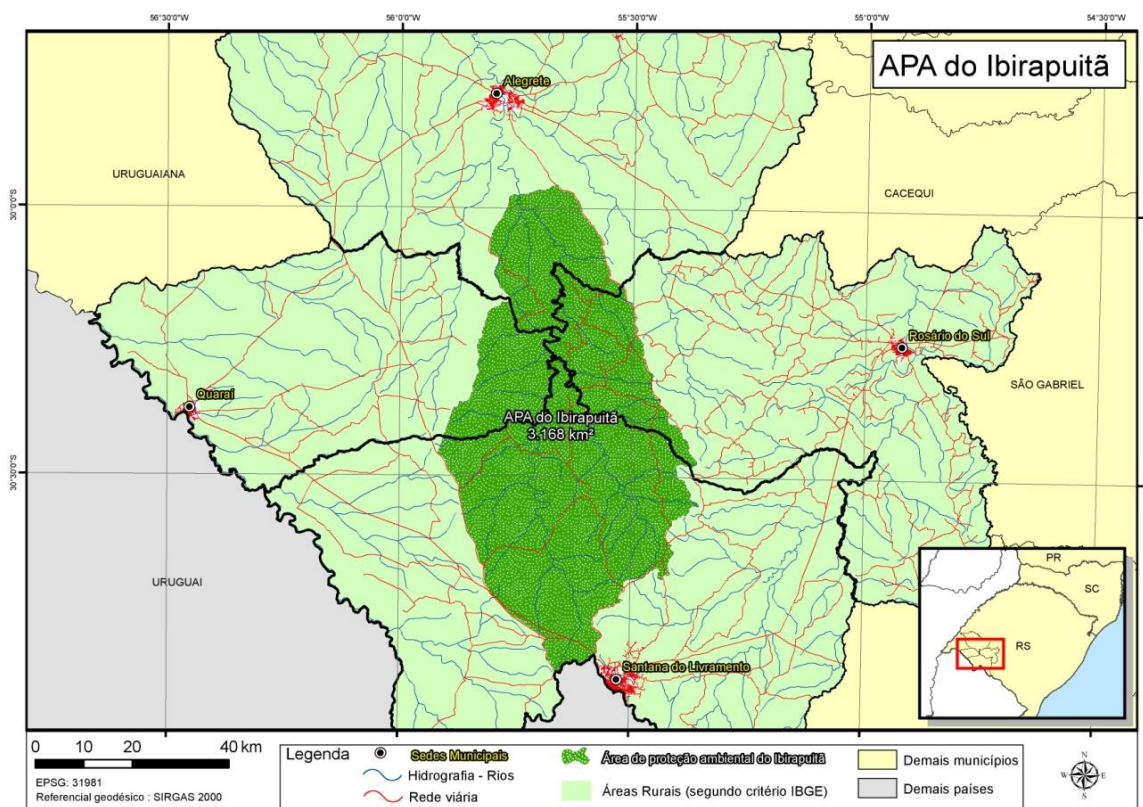 56°30'0"W
56°0'0"W
55°30'0"W
55°0'0"W
54°30'0"W
APA do Ibirapuitã
Alegrete
URUGUAIANA
CACEQUI
30°0'0"S
Rosário do Sul
SÃO GABRIEL
Quaraí
APA do Ibirapuitã
3.168 km²
30°30'0"S
URUGUAI
PR
SC
RS
Santana do Livramento
0 10 20 40 km
EPSG: 31981
Referencial geodésico : SIRGAS 2000
Legenda
Sedes Municipais
Hidrografia - Rios
Rede viária
Área de proteção ambiental do Ibirapuitã
Áreas Rurais (segundo critério IBGE)
Demais municípios
Demais países
N
W E
S